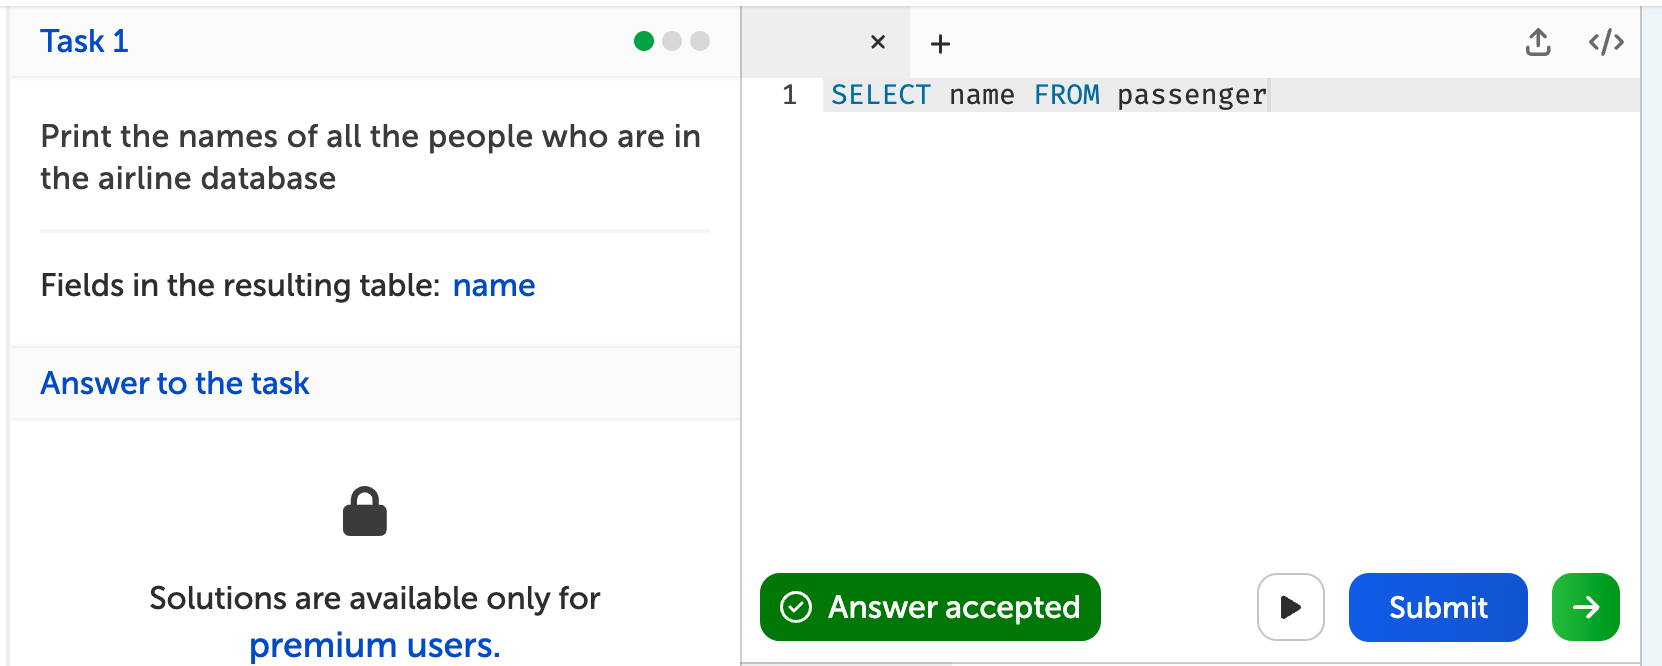 Task 1
Print the names of all the people who are in
the airline database
Fields in the resulting table: name
Answer to the task
Solutions are available only for
premium users.
1 SELECT name FROM passenger
Answer accepted
Submit